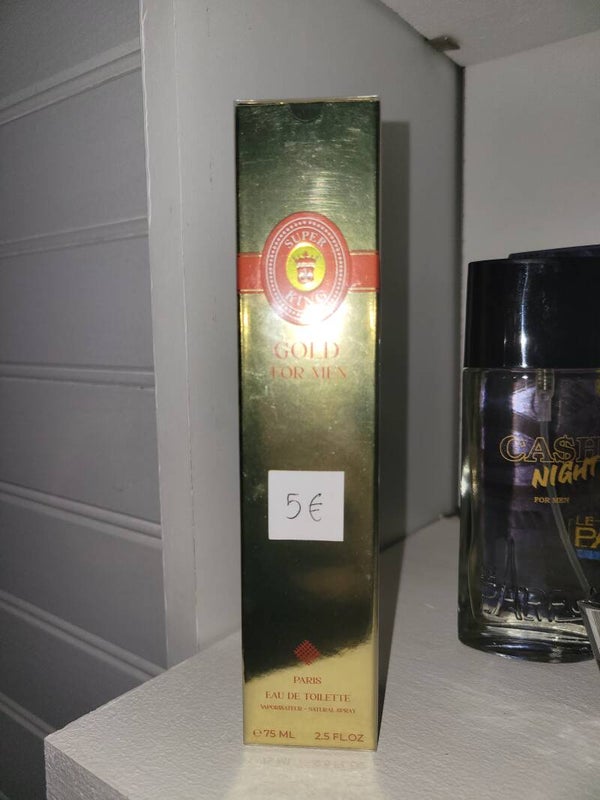 SUPER
KING
GOLD
FOR MEN
5€
PARIS
EAU DE TOILETTE
VAPORISATEUR - NATURAL SPRAY
℮75 ML 2.5 FL.OZ
CA$H
NIGHT
FOR MEN